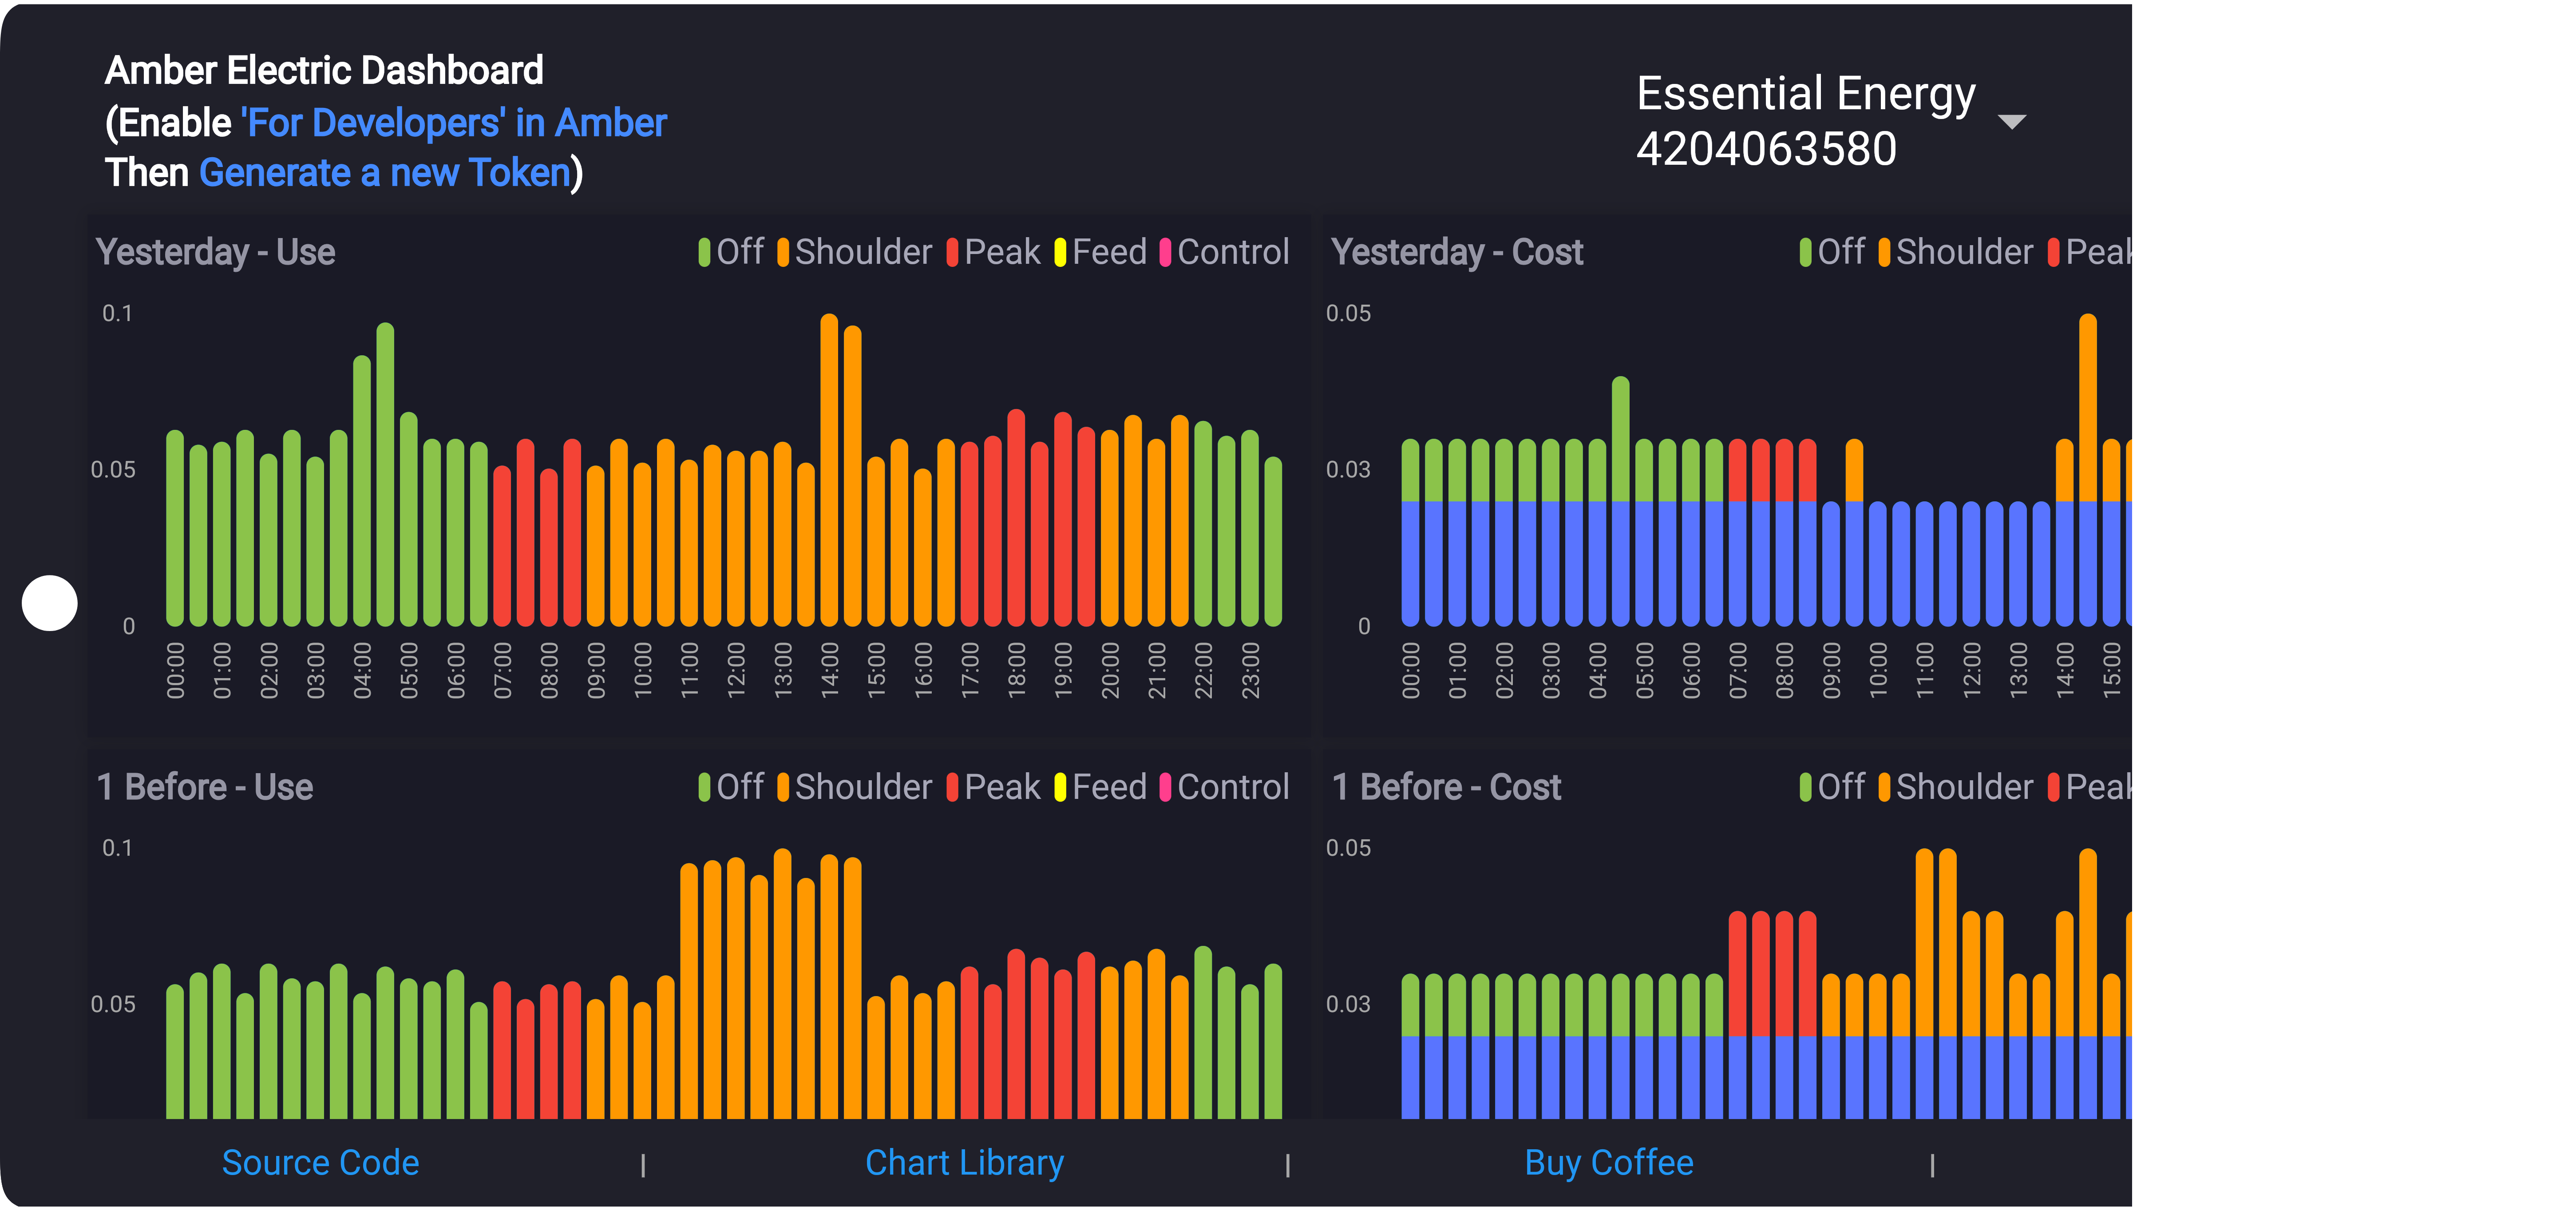 Amber Electric Dashboard
(Enable 'For Developers' in Amber
Then Generate a new Token)
Essential Energy
4204063580
Yesterday - Use
Off Shoulder Peak Feed Control
0.1
0.05
0
00:00 01:00 02:00 03:00 04:00 05:00 06:00 07:00 08:00 09:00 10:00 11:00 12:00 13:00 14:00 15:00 16:00 17:00 18:00 19:00 20:00 21:00 22:00 23:00
Yesterday - Cost
Off Shoulder Peak
0.05
0.03
0
00:00 01:00 02:00 03:00 04:00 05:00 06:00 07:00 08:00 09:00 10:00 11:00 12:00 13:00 14:00 15:00
1 Before - Use
Off Shoulder Peak Feed Control
0.1
0.05
1 Before - Cost
Off Shoulder Peak
0.05
0.03
Source Code | Chart Library | Buy Coffee |